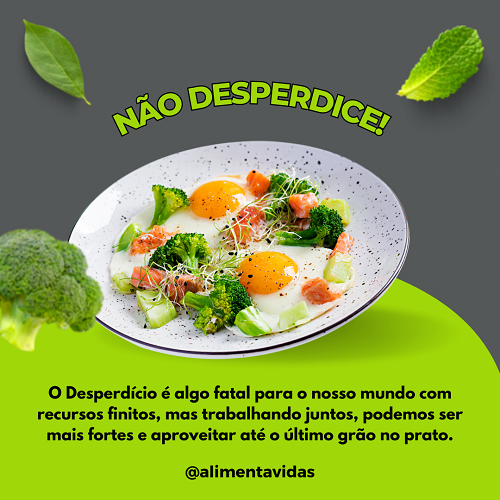 NÃO DESPERDICE!
O Desperdício é algo fatal para o nosso mundo com
recursos finitos, mas trabalhando juntos, podemos ser
mais fortes e aproveitar até o último grão no prato.
@alimentavidas